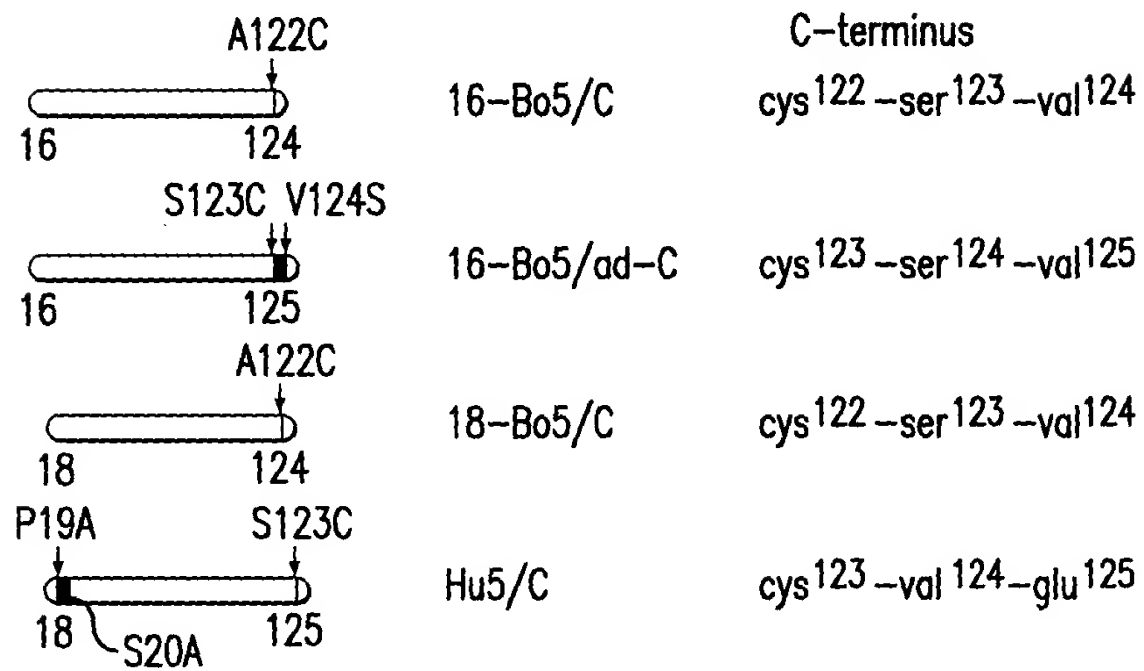 A122C C-terminus
16-Bo5/C cys122-ser123-val124
16 124
S123C V124S
16-Bo5/ad-C cys123-ser124-val125
16 125
A122C
18-Bo5/C cys122-ser123-val124
18 124
P19A S123C
Hu5/C cys123-val124-glu125
18 125
S20A